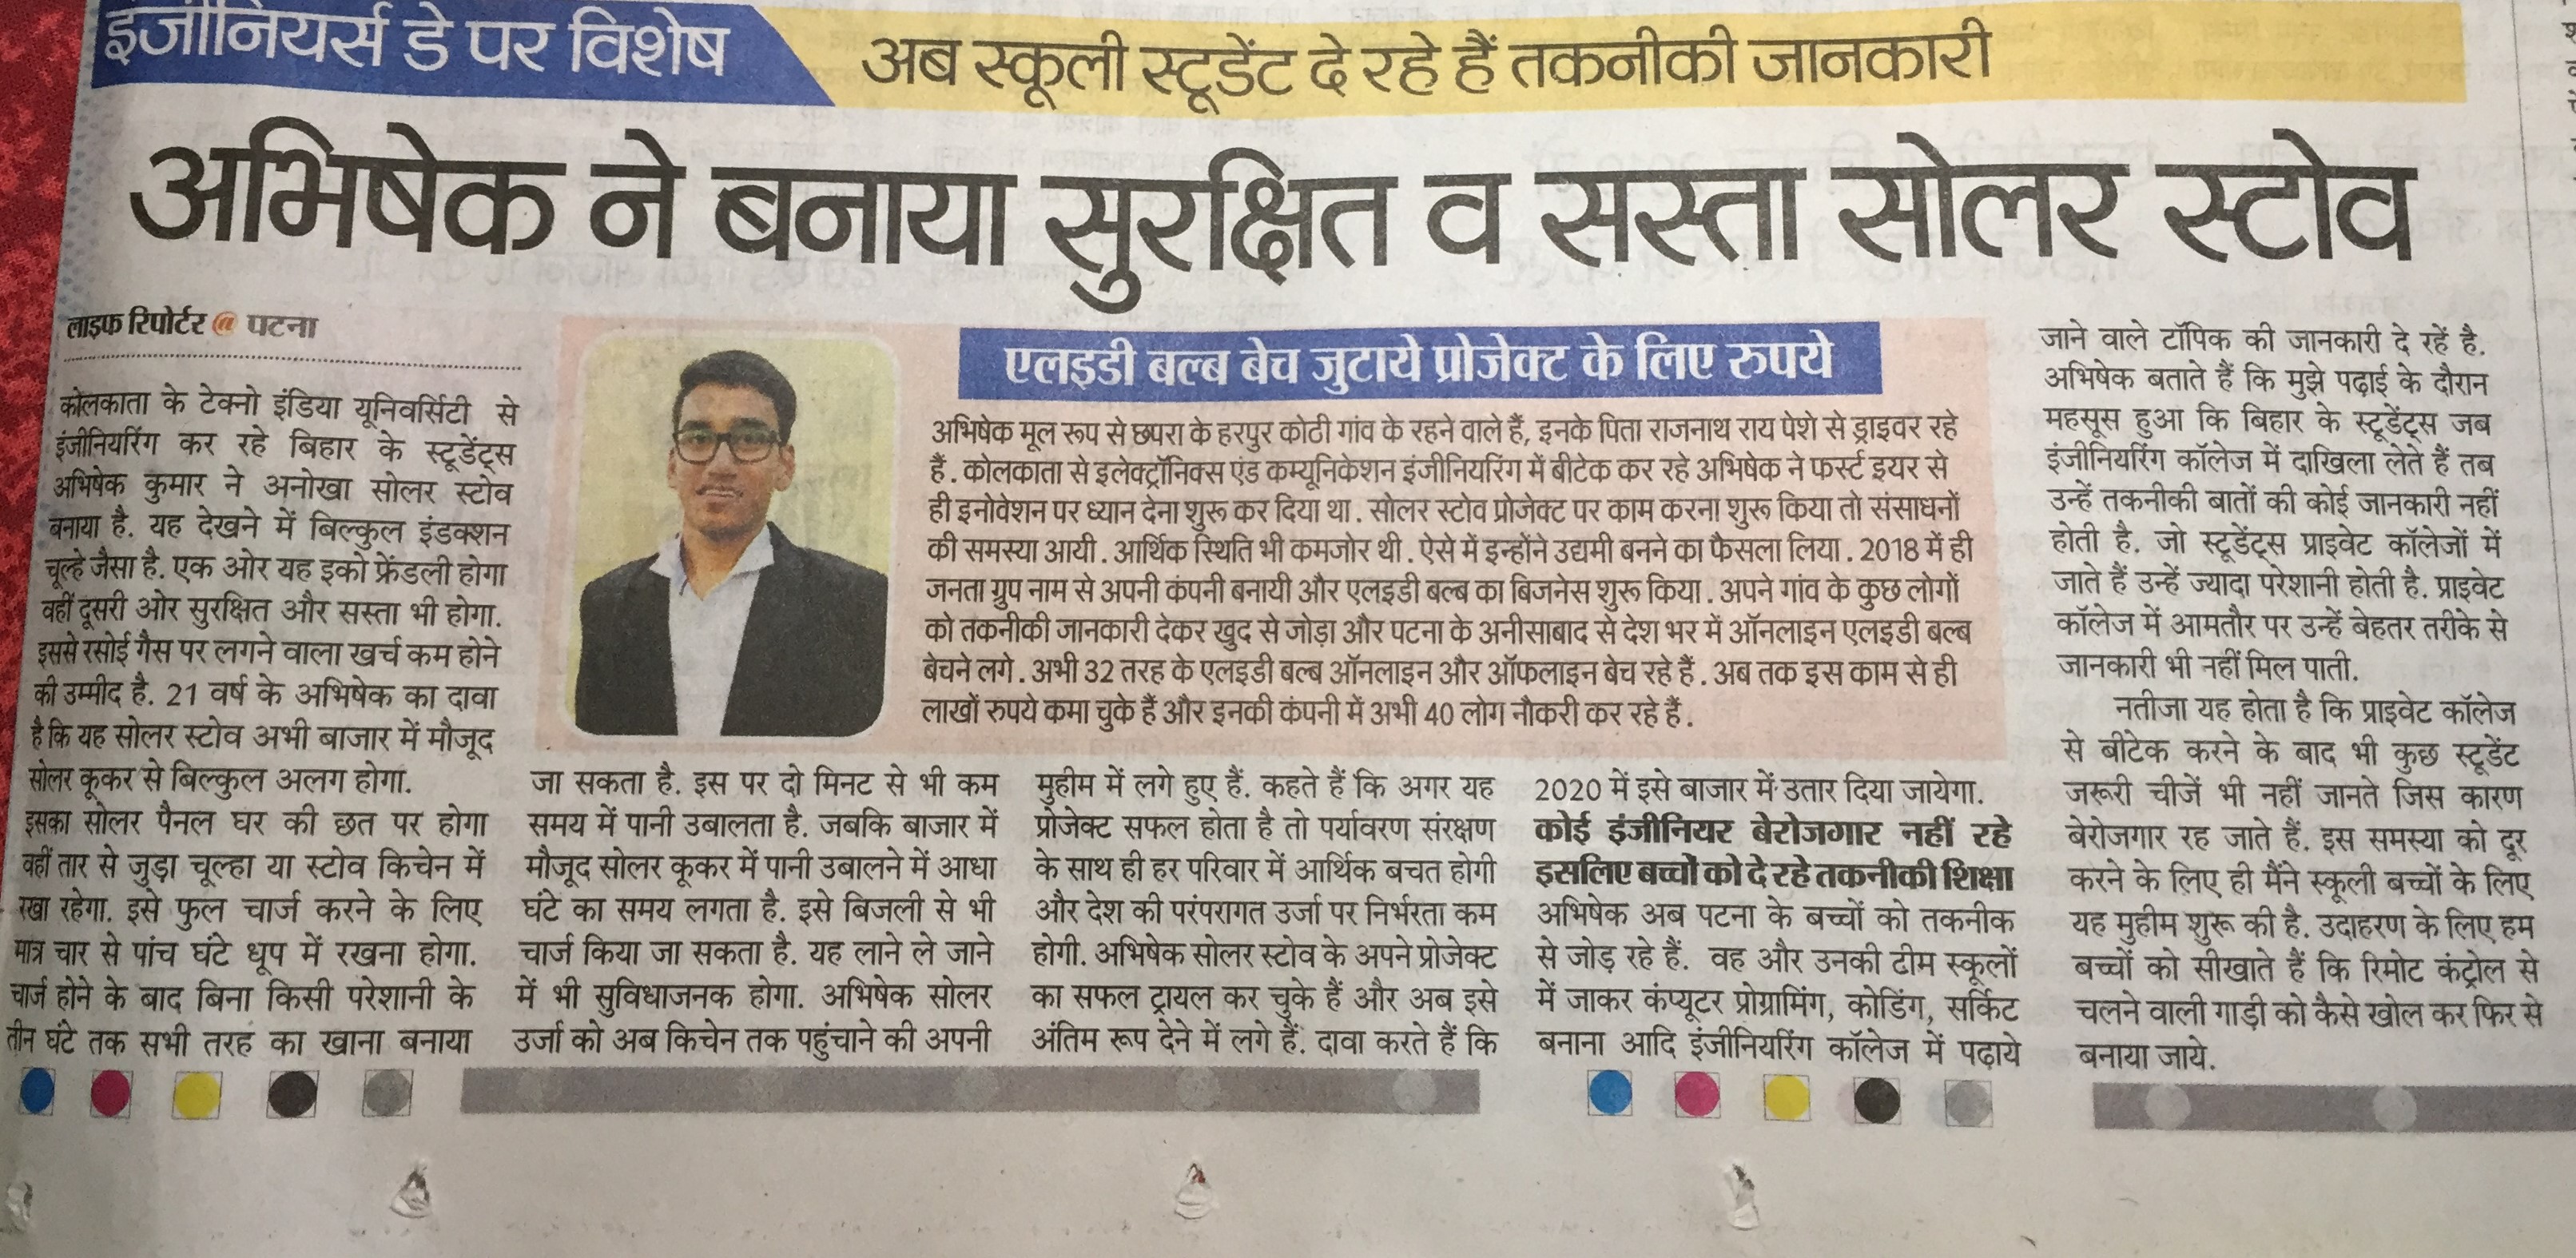 इंजीनियर्स डे पर विशेष
अब स्कूली स्टूडेंट दे रहे हैं तकनीकी जानकारी
अभिषेक ने बनाया सुरक्षित व सस्ता सोलर स्टोव
लाइफ रिपोर्टर @ पटना
कोलकाता के टेक्नो इंडिया यूनिवर्सिटी से
इंजीनियरिंग कर रहे बिहार के स्टूडेंट्स
अभिषेक कुमार ने अनोखा सोलर स्टोव
बनाया है. यह देखने में बिल्कुल इंडक्शन
चूल्हे जैसा है. एक ओर यह इको फ्रेंडली होगा
वहीं दूसरी ओर सुरक्षित और सस्ता भी होगा.
इससे रसोई गैस पर लगने वाला खर्च कम होने
की उम्मीद है. 21 वर्ष के अभिषेक का दावा
है कि यह सोलर स्टोव अभी बाजार में मौजूद
सोलर कूकर से बिल्कुल अलग होगा.
इसका सोलर पैनल घर की छत पर होगा
वहीं तार से जुड़ा चूल्हा या स्टोव किचेन में
रखा रहेगा. इसे फुल चार्ज करने के लिए
मात्र चार से पांच घंटे धूप में रखना होगा.
चार्ज होने के बाद बिना किसी परेशानी के
तीन घंटे तक सभी तरह का खाना बनाया
जा सकता है. इस पर दो मिनट से भी कम
समय में पानी उबालता है. जबकि बाजार में
मौजूद सोलर कूकर में पानी उबालने में आधा
घंटे का समय लगता है. इसे बिजली से भी
चार्ज किया जा सकता है. यह लाने ले जाने
में भी सुविधाजनक होगा. अभिषेक सोलर
उर्जा को अब किचेन तक पहुंचाने की अपनी
मुहीम में लगे हुए हैं. कहते हैं कि अगर यह
प्रोजेक्ट सफल होता है तो पर्यावरण संरक्षण
के साथ ही हर परिवार में आर्थिक बचत होगी
और देश की परंपरागत उर्जा पर निर्भरता कम
होगी. अभिषेक सोलर स्टोव के अपने प्रोजेक्ट
का सफल ट्रायल कर चुके हैं और अब इसे
अंतिम रूप देने में लगे हैं. दावा करते हैं कि
2020 में इसे बाजार में उतार दिया जायेगा.
कोई इंजीनियर बेरोजगार नहीं रहे
इसलिए बच्चों को दे रहे तकनीकी शिक्षा
अभिषेक अब पटना के बच्चों को तकनीक
से जोड़ रहे हैं. वह और उनकी टीम स्कूलों
में जाकर कंप्यूटर प्रोग्रामिंग, कोडिंग, सर्किट
बनाना आदि इंजीनियरिंग कॉलेज में पढ़ाये
जाने वाले टॉपिक की जानकारी दे रहें है.
अभिषेक बताते हैं कि मुझे पढ़ाई के दौरान
महसूस हुआ कि बिहार के स्टूडेंट्स जब
इंजीनियरिंग कॉलेज में दाखिला लेते हैं तब
उन्हें तकनीकी बातों की कोई जानकारी नहीं
होती है. जो स्टूडेंट्स प्राइवेट कॉलेजों में
जाते हैं उन्हें ज्यादा परेशानी होती है. प्राइवेट
कॉलेज में आमतौर पर उन्हें बेहतर तरीके से
जानकारी भी नहीं मिल पाती.
नतीजा यह होता है कि प्राइवेट कॉलेज
से बीटेक करने के बाद भी कुछ स्टूडेंट
जरूरी चीजें भी नहीं जानते जिस कारण
बेरोजगार रह जाते हैं. इस समस्या को दूर
करने के लिए ही मैंने स्कूली बच्चों के लिए
यह मुहीम शुरू की है. उदाहरण के लिए हम
बच्चों को सीखाते हैं कि रिमोट कंट्रोल से
चलने वाली गाड़ी को कैसे खोल कर फिर से
बनाया जाये.
एलइडी बल्ब बेच जुटाये प्रोजेक्ट के लिए रुपये
अभिषेक मूल रूप से छपरा के हरपुर कोठी गांव के रहने वाले हैं, इनके पिता राजनाथ राय पेशे से ड्राइवर रहे
हैं. कोलकाता से इलेक्ट्रॉनिक्स एंड कम्यूनिकेशन इंजीनियरिंग में बीटेक कर रहे अभिषेक ने फर्स्ट इयर से
ही इनोवेशन पर ध्यान देना शुरू कर दिया था. सोलर स्टोव प्रोजेक्ट पर काम करना शुरू किया तो संसाधनों
की समस्या आयी. आर्थिक स्थिति भी कमजोर थी. ऐसे में इन्होंने उद्यमी बनने का फैसला लिया. 2018 में ही
जनता ग्रुप नाम से अपनी कंपनी बनायी और एलइडी बल्ब का बिजनेस शुरू किया. अपने गांव के कुछ लोगों
को तकनीकी जानकारी देकर खुद से जोड़ा और पटना के अनीसाबाद से देश भर में ऑनलाइन एलइडी बल्ब
बेचने लगे. अभी 32 तरह के एलइडी बल्ब ऑनलाइन और ऑफलाइन बेच रहे हैं. अब तक इस काम से ही
लाखों रुपये कमा चुके हैं और इनकी कंपनी में अभी 40 लोग नौकरी कर रहे हैं.